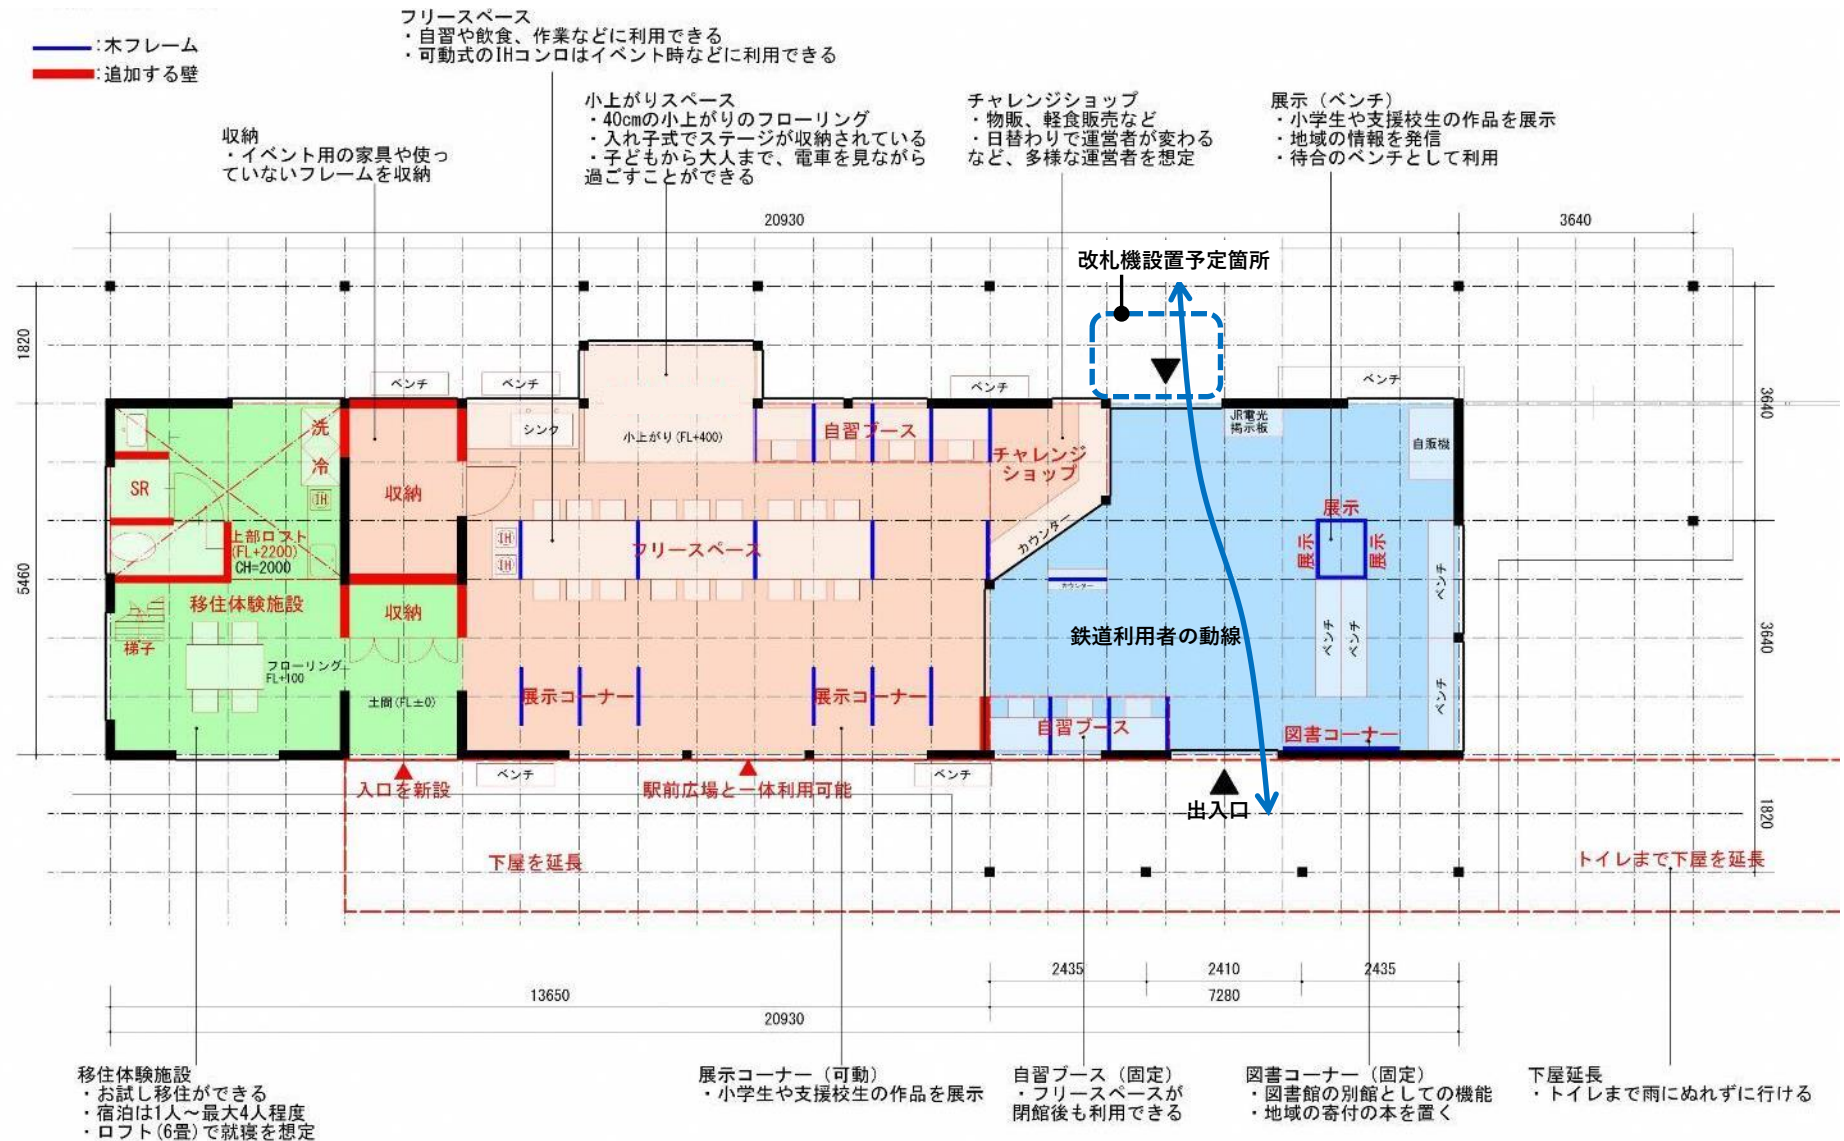 :木フレーム
:追加する壁
フリースペース
・自習や飲食、作業などに利用できる
・可動式のIHコンロはイベント時などに利用できる
収納
・イベント用の家具や使っ
ていないフレームを収納
小上がりスペース
・40cmの小上がりのフローリング
・入れ子式でステージが収納されている
・子どもから大人まで、電車を見ながら
過ごすことができる
チャレンジショップ
・物販、軽食販売など
・日替わりで運営者が変わる
など、多様な運営者を想定
展示（ベンチ）
・小学生や支援校生の作品を展示
・地域の情報を発信
・待合のベンチとして利用
20930
3640
改札機設置予定箇所
1820
5460
3640
3640
1820
ベンチ
ベンチ
ベンチ
ベンチ
洗
冷
SR
IH
上部ロフト
(FL+2200)
CH=2000
移住体験施設
梯子
フローリング
FL+100
収納
収納
土間(FL±0)
シンク
小上がり(FL+400)
自習ブース
チャレンジ
ショップ
カウンター
カウンター
IH
IH
フリースペース
展示コーナー
展示コーナー
JR電光
掲示板
自販機
展示
展示
展示
ベンチ
ベンチ
ベンチ
ベンチ
鉄道利用者の動線
自習ブース
図書コーナー
ベンチ
ベンチ
入口を新設
駅前広場と一体利用可能
出入口
下屋を延長
トイレまで下屋を延長
2435
2410
2435
13650
7280
20930
移住体験施設
・お試し移住ができる
・宿泊は1人～最大4人程度
・ロフト(6畳)で就寝を想定
展示コーナー（可動）
・小学生や支援校生の作品を展示
自習ブース（固定）
・フリースペースが
閉館後も利用できる
図書コーナー（固定）
・図書館の別館としての機能
・地域の寄付の本を置く
下屋延長
・トイレまで雨にぬれずに行ける